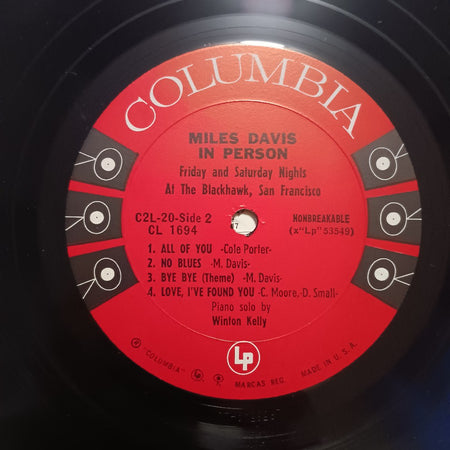 COLUMBIA
MILES DAVIS
IN PERSON
Friday and Saturday Nights
At The Blackhawk, San Francisco
C2L-20-Side 2
CL 1694
NONBREAKABLE
(x"Lp" 53549)
1. ALL OF YOU -Cole Porter-
2. NO BLUES -M. Davis-
3. BYE BYE (Theme) -M. Davis-
4. LOVE, I'VE FOUND YOU -C. Moore,-D. Small-
Piano solo by
Winton Kelly
Lp
® "COLUMBIA" MARCAS REG. MADE IN U.S.A.